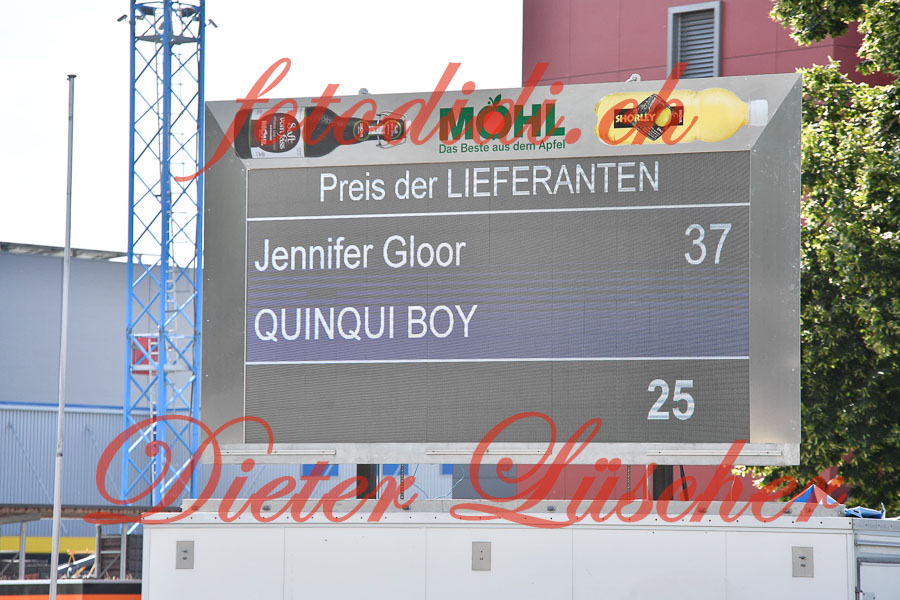 fotodidi.ch
MÖHL
Das Beste aus dem Apfel
SHORLEY
Preis der LIEFERANTEN
Jennifer Gloor 37
QUINQUI BOY
25
Dieter Lüscher